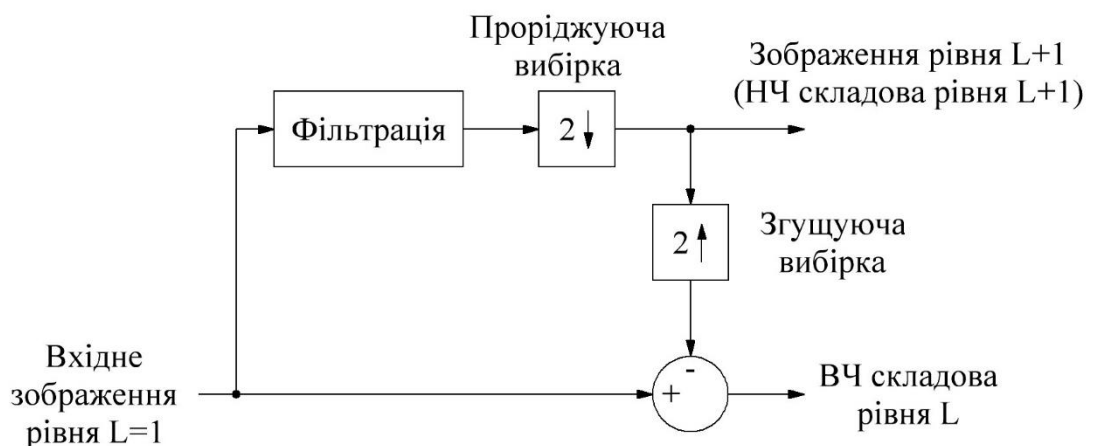 Проріджуюча
вибірка
Зображення рівня L+1
(НЧ складова рівня L+1)
Фільтрація
2
2
Згущуюча
вибірка
Вхідне
зображення
рівня L=1
+
-
ВЧ складова
рівня L